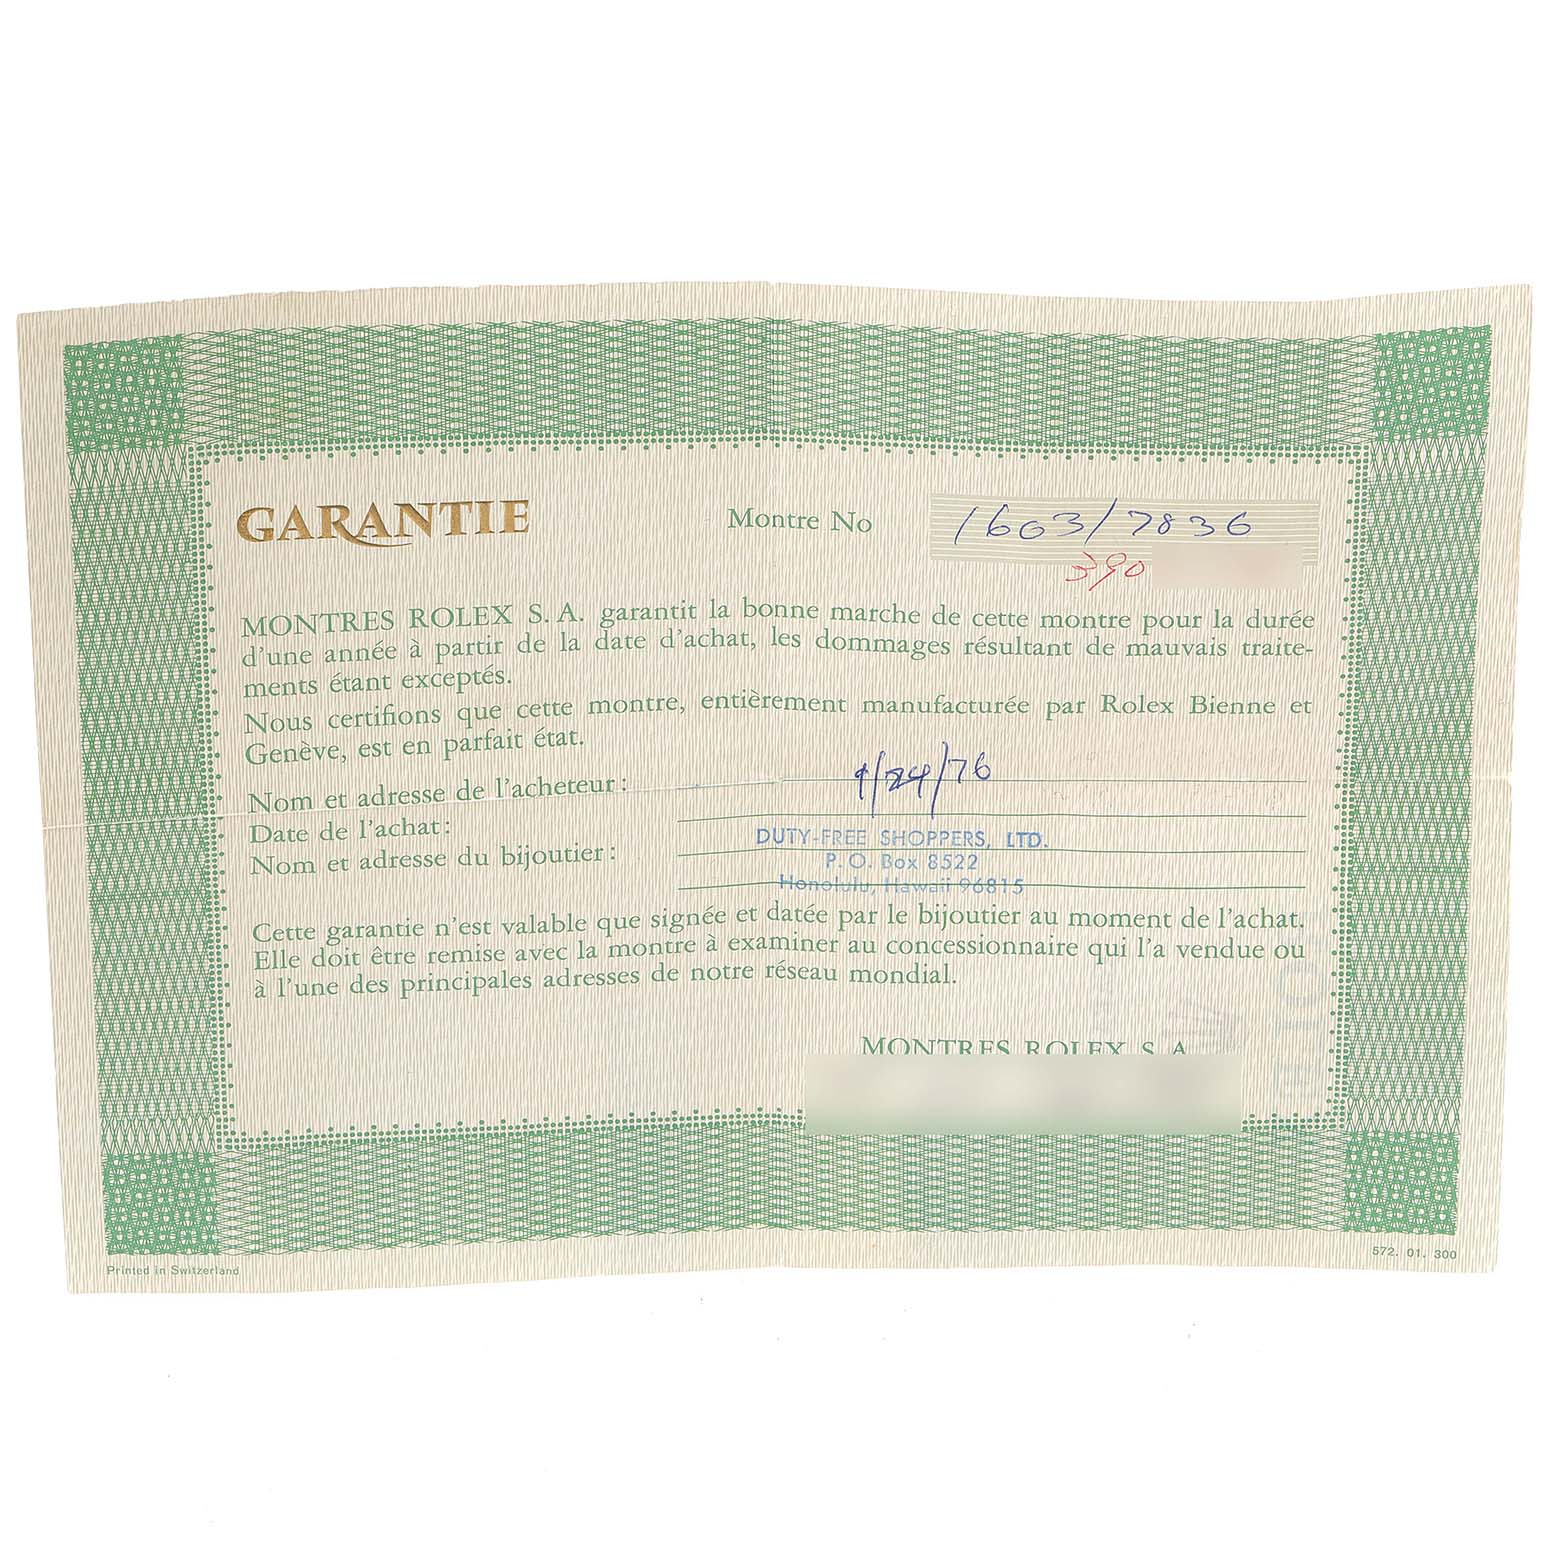 GARANTIE
Montre No 1603/7836
390
MONTRES ROLEX S. A. garantit la bonne marche de cette montre pour la durée
d'une année à partir de la date d'achat, les dommages résultant de mauvais traite-
ments étant exceptés.
Nous certifions que cette montre, entièrement manufacturée par Rolex Bienne et
Genève, est en parfait état.
Nom et adresse de l'acheteur:
Date de l'achat: 1/24/76
Nom et adresse du bijoutier: DUTY-FREE SHOPPERS, LTD.
P. O. Box 8522
Honolulu, Hawaii 96815
Cette garantie n'est valable que signée et datée par le bijoutier au moment de l'achat.
Elle doit être remise avec la montre à examiner au concessionnaire qui l'a vendue ou
à l'une des principales adresses de notre réseau mondial.
MONTRES ROLEX S. A.
Printed in Switzerland
572. 01. 300